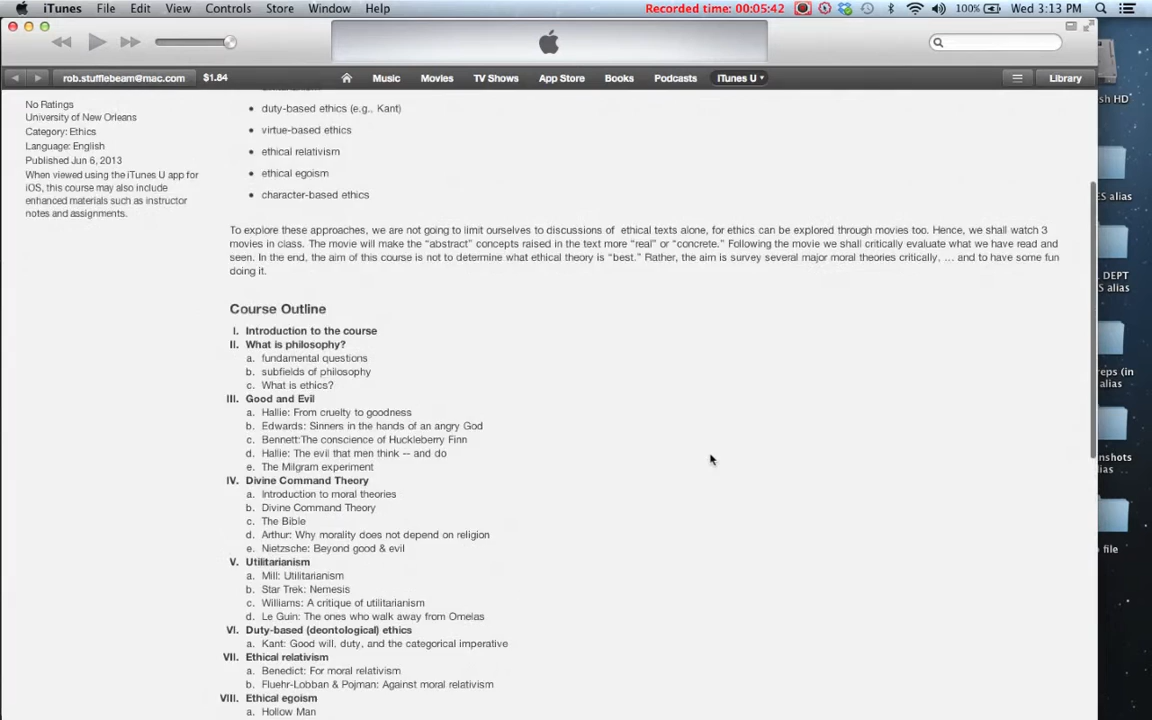 iTunes File Edit View Controls Store Window Help Recorded time: 00:05:42 100% Wed 3:13 PM
rob.stufflebeam@mac.com $1.84 Music Movies TV Shows App Store Books Podcasts iTunes U Library
No Ratings
University of New Orleans
Category: Ethics
Language: English
Published Jun 6, 2013
When viewed using the iTunes U app for
iOS, this course may also include
enhanced materials such as instructor
notes and assignments.
• duty-based ethics (e.g., Kant)
• virtue-based ethics
• ethical relativism
• ethical egoism
• character-based ethics
To explore these approaches, we are not going to limit ourselves to discussions of ethical texts alone, for ethics can be explored through movies too. Hence, we shall watch 3
movies in class. The movie will make the “abstract” concepts raised in the text more “real” or “concrete.” Following the movie we shall critically evaluate what we have read and
seen. In the end, the aim of this course is not to determine what ethical theory is “best.” Rather, the aim is survey several major moral theories critically, … and to have some fun
doing it.
Course Outline
I. Introduction to the course
II. What is philosophy?
a. fundamental questions
b. subfields of philosophy
c. What is ethics?
III. Good and Evil
a. Hallie: From cruelty to goodness
b. Edwards: Sinners in the hands of an angry God
c. Bennett:The conscience of Huckleberry Finn
d. Hallie: The evil that men think -- and do
e. The Milgram experiment
IV. Divine Command Theory
a. Introduction to moral theories
b. Divine Command Theory
c. The Bible
d. Arthur: Why morality does not depend on religion
e. Nietzsche: Beyond good & evil
V. Utilitarianism
a. Mill: Utilitarianism
b. Star Trek: Nemesis
c. Williams: A critique of utilitarianism
d. Le Guin: The ones who walk away from Omelas
VI. Duty-based (deontological) ethics
a. Kant: Good will, duty, and the categorical imperative
VII. Ethical relativism
a. Benedict: For moral relativism
b. Fluehr-Lobban & Pojman: Against moral relativism
VIII. Ethical egoism
a. Hollow Man
sh HD
ES alias
. DEPT
S alias
reps (in
alias
nshots
ias
file